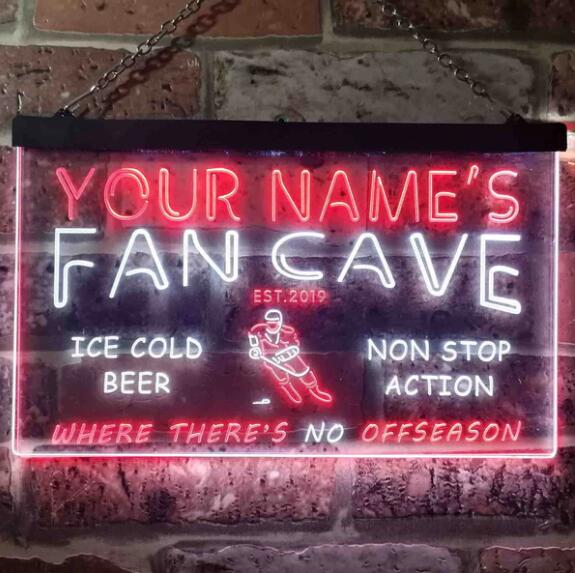 YOUR NAME'S
FAN CAVE
EST.2019
ICE COLD
BEER
NON STOP
ACTION
WHERE THERE'S NO OFFSEASON